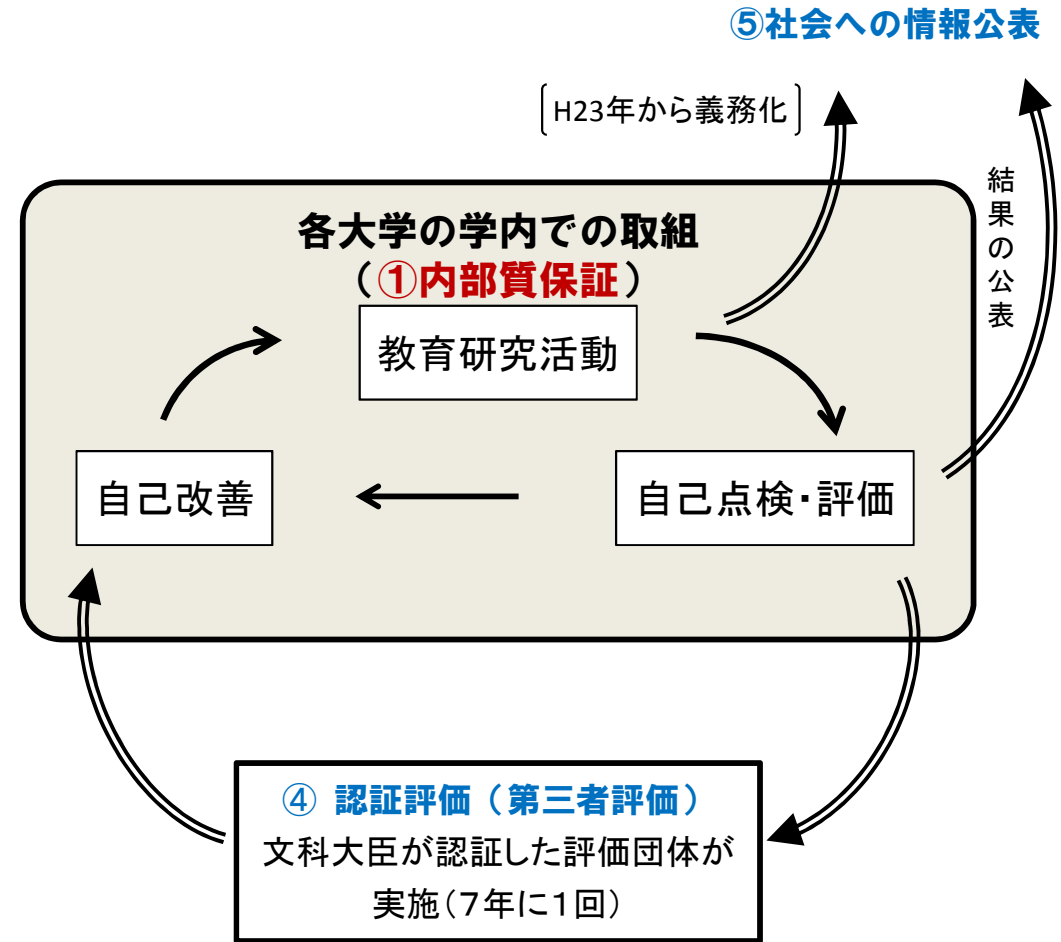 ⑤社会への情報公表
H23年から義務化
結果の公表
各大学の学内での取組
（①内部質保証）
教育研究活動
自己改善
自己点検・評価
④ 認証評価（第三者評価）
文科大臣が認証した評価団体が
実施（７年に１回）